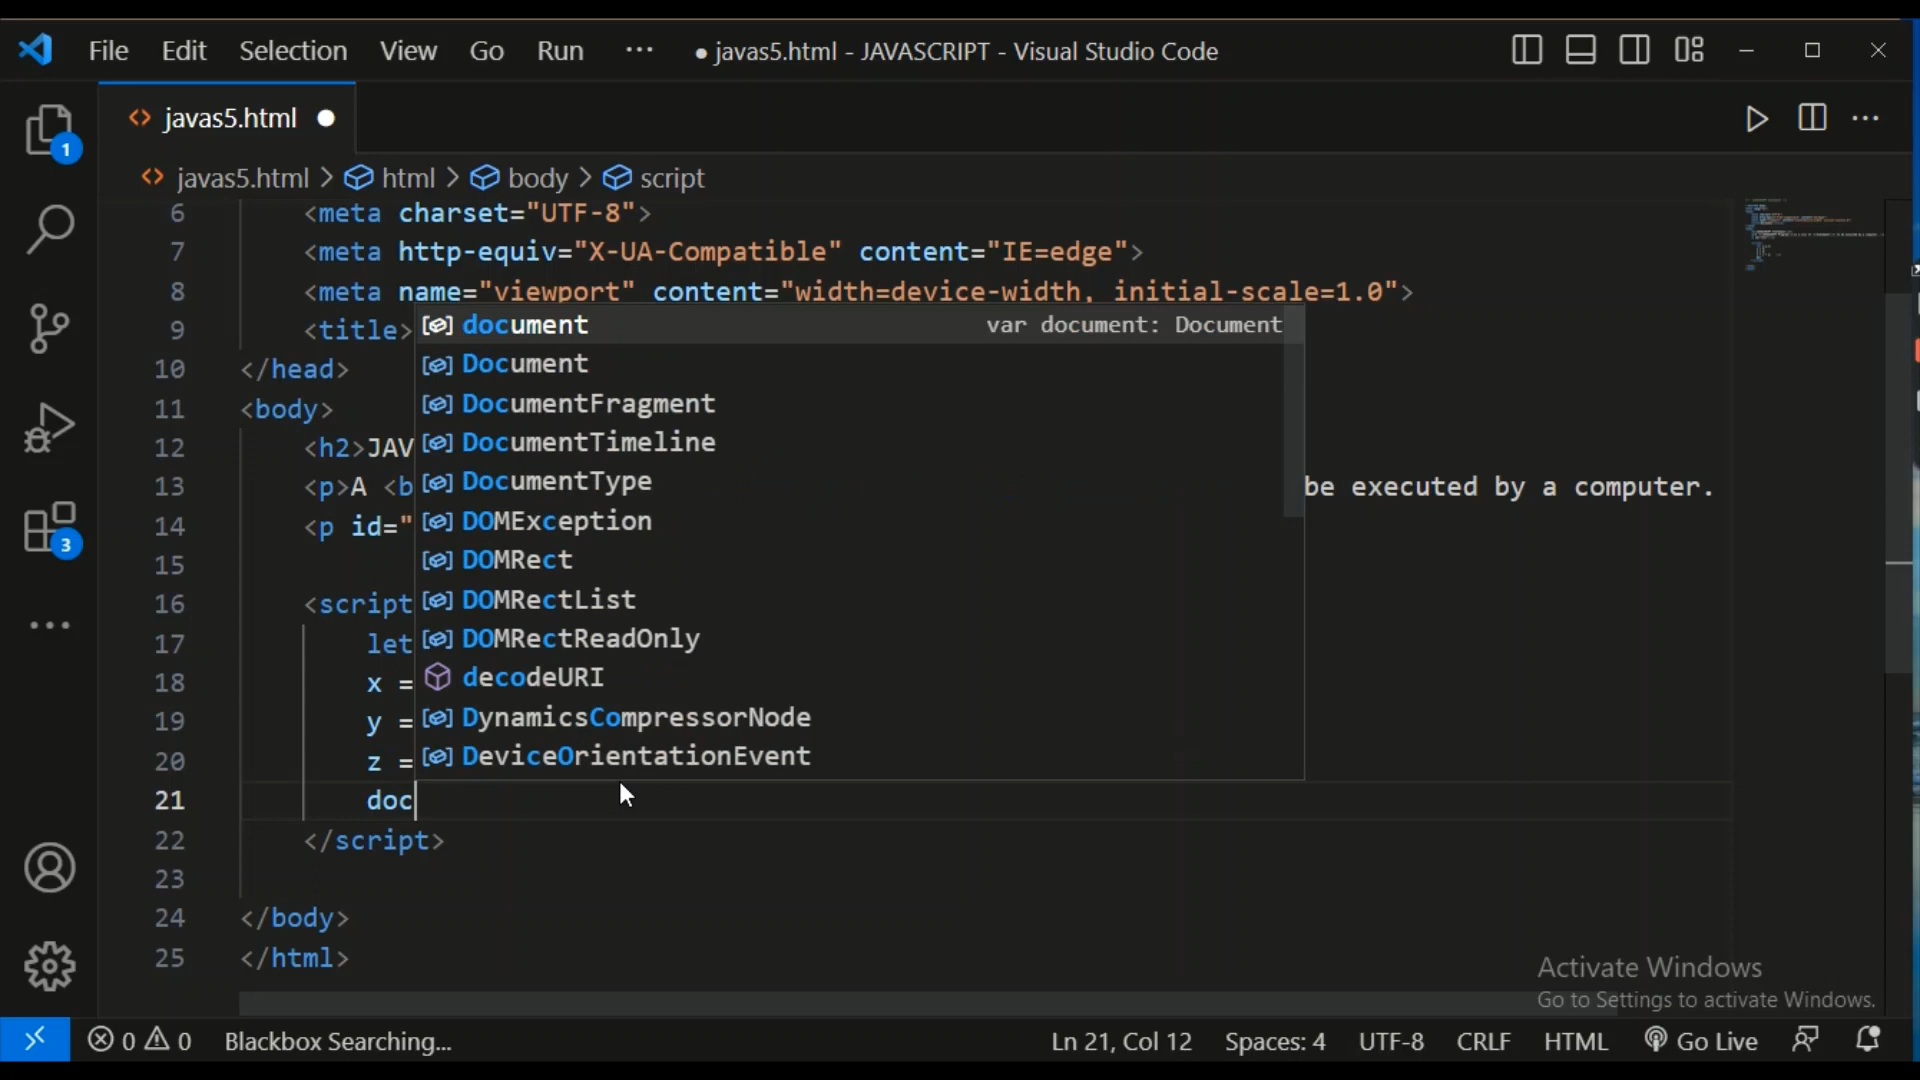 File Edit Selection View Go Run ··· ● javas5.html - JAVASCRIPT - Visual Studio Code
<> javas5.html ●
1
<> javas5.html > html > body > script
6 <meta charset="UTF-8">
7 <meta http-equiv="X-UA-Compatible" content="IE=edge">
8 <meta name="viewport" content="width=device-width, initial-scale=1.0">
9 <title>
document var document: Document
Document
DocumentFragment
DocumentTimeline
DocumentType
DOMException
DOMRect
DOMRectList
DOMRectReadOnly
decodeURI
DynamicsCompressorNode
DeviceOrientationEvent
10 </head>
11 <body>
12 <h2>JAV
13 <p>A <b be executed by a computer.
14 <p id="
3
15
16 <script
17 let
18 x =
19 y =
20 z =
21 doc
22 </script>
23
24 </body>
25 </html>
Activate Windows
Go to Settings to activate Windows.
0 0 Blackbox Searching... Ln 21, Col 12 Spaces: 4 UTF-8 CRLF HTML Go Live